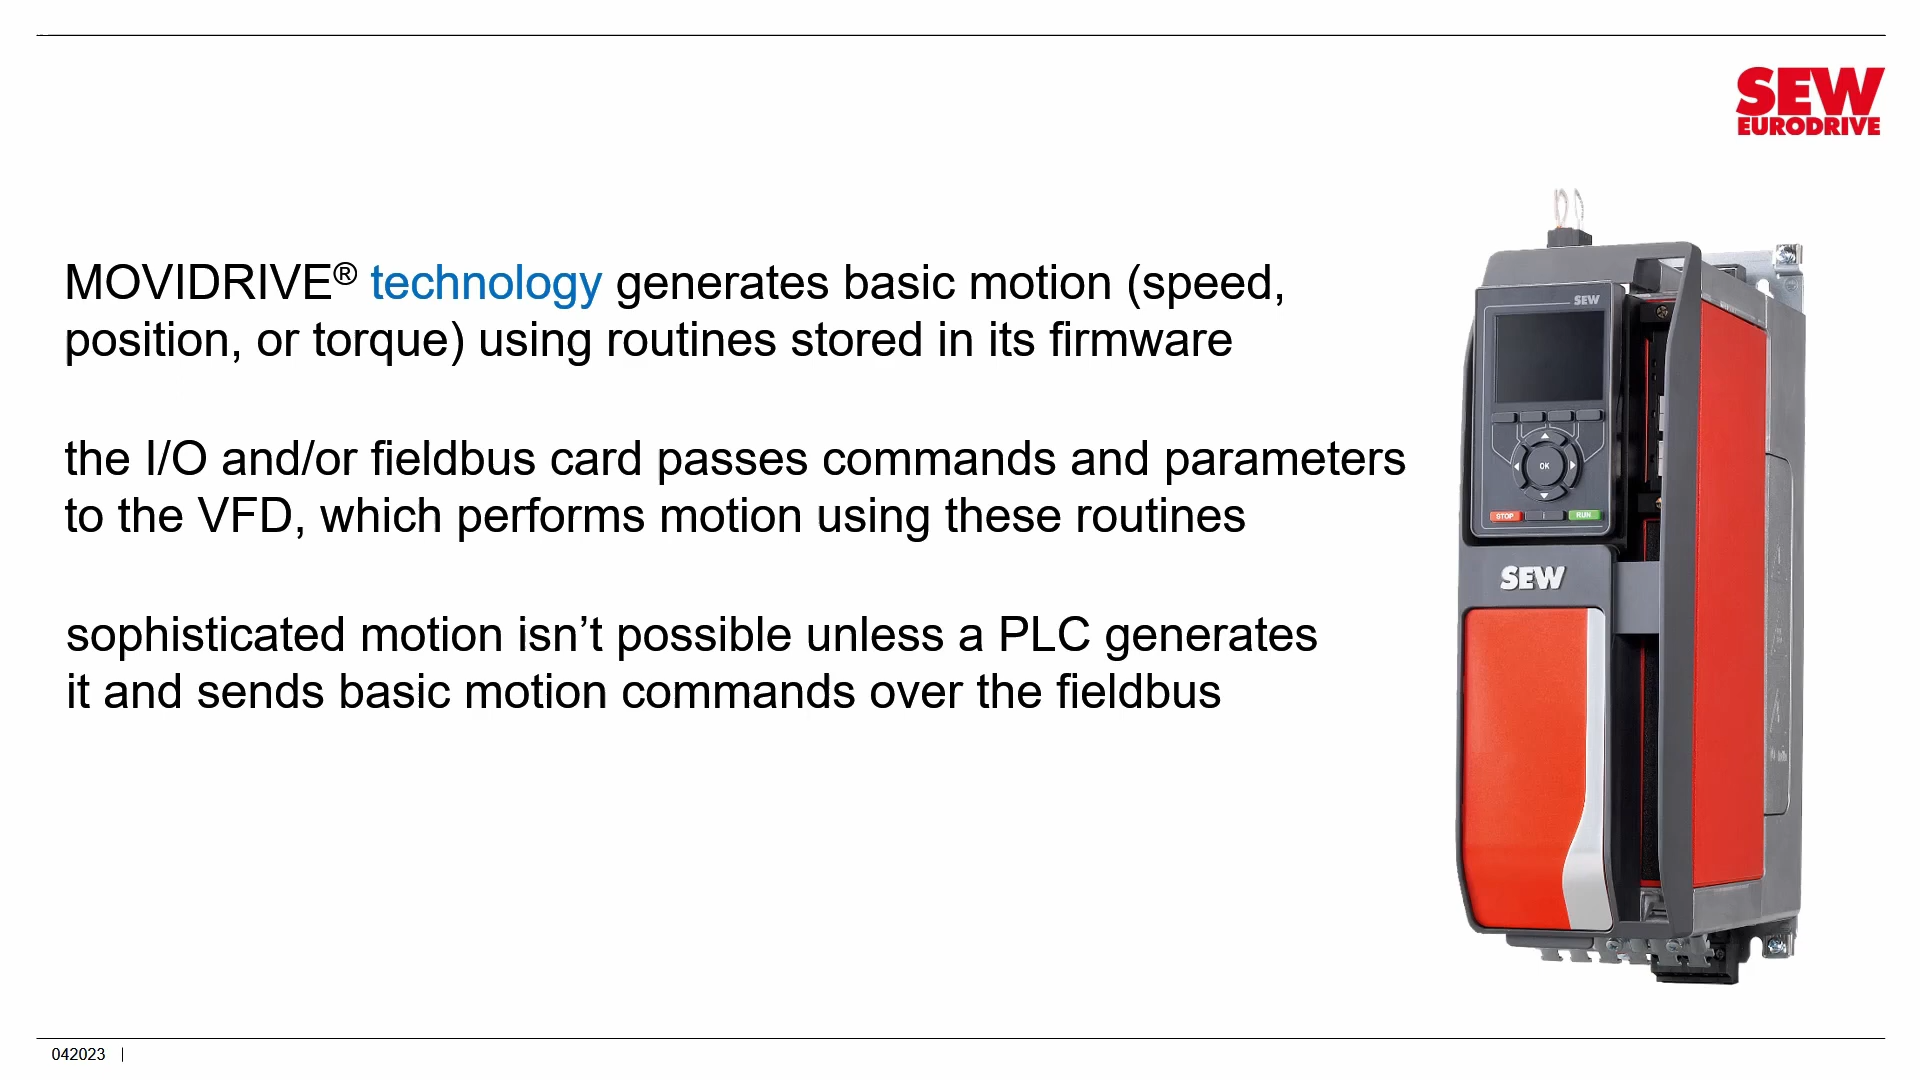 SEW
EURODRIVE
MOVIDRIVE® technology generates basic motion (speed,
position, or torque) using routines stored in its firmware
the I/O and/or fieldbus card passes commands and parameters
to the VFD, which performs motion using these routines
sophisticated motion isn’t possible unless a PLC generates
it and sends basic motion commands over the fieldbus
SEW
OK
STOP
RUN
SEW
042023 |